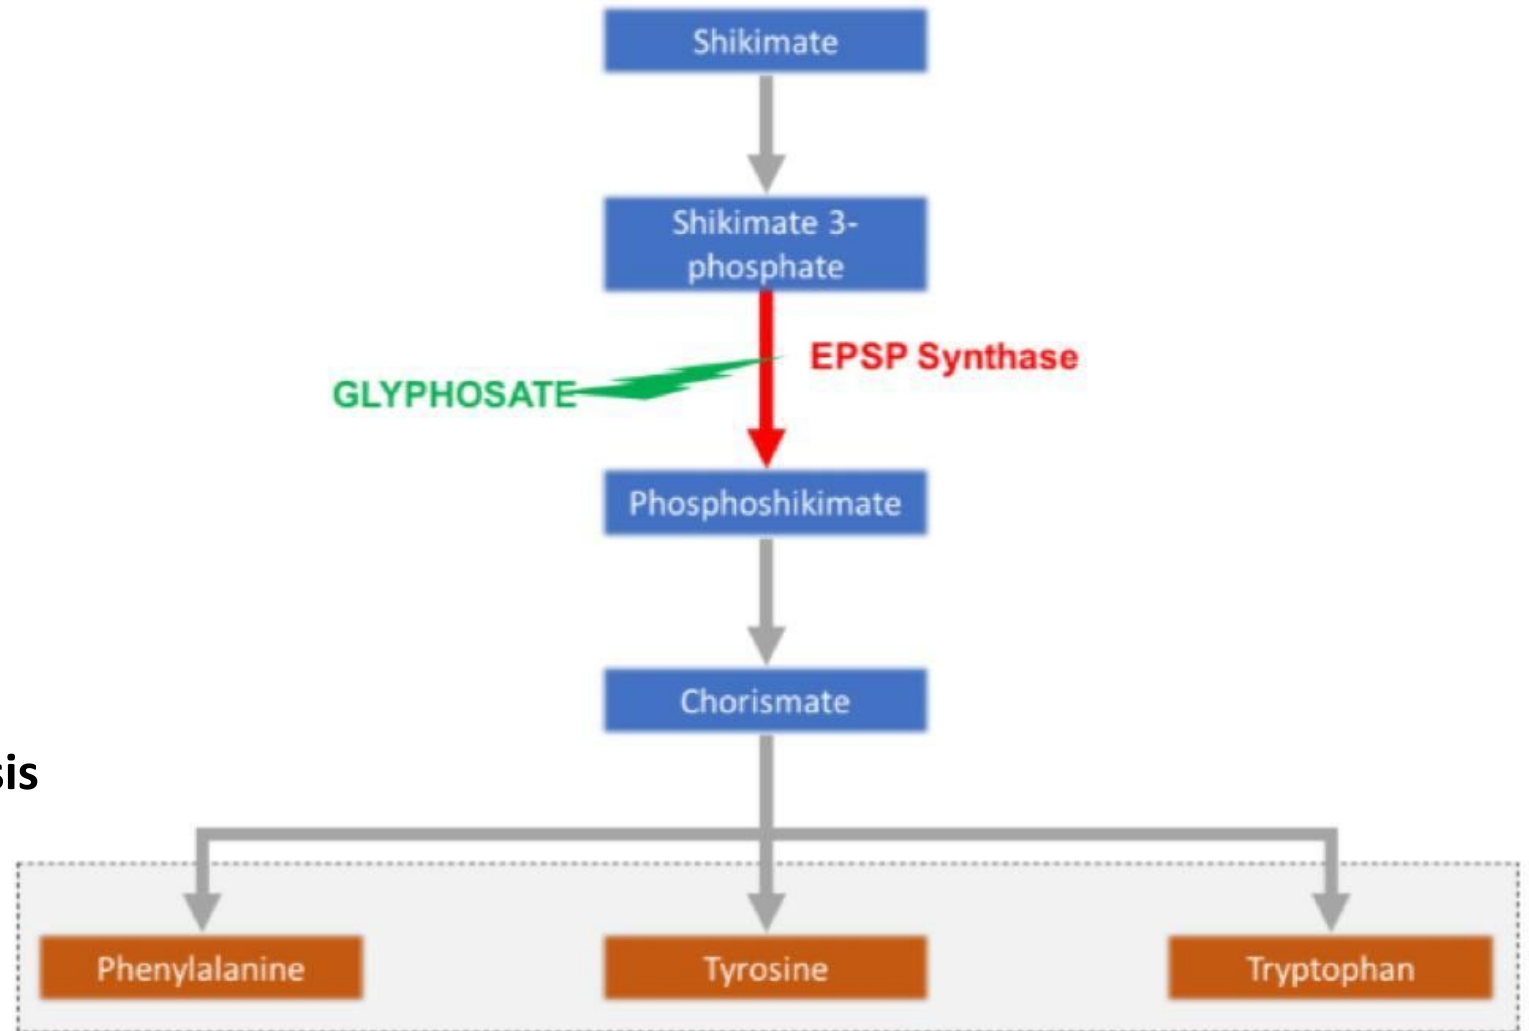 Shikimate
Shikimate 3-
phosphate
GLYPHOSATE
EPSP Synthase
Phosphoshikimate
Chorismate
sis
Phenylalanine
Tyrosine
Tryptophan